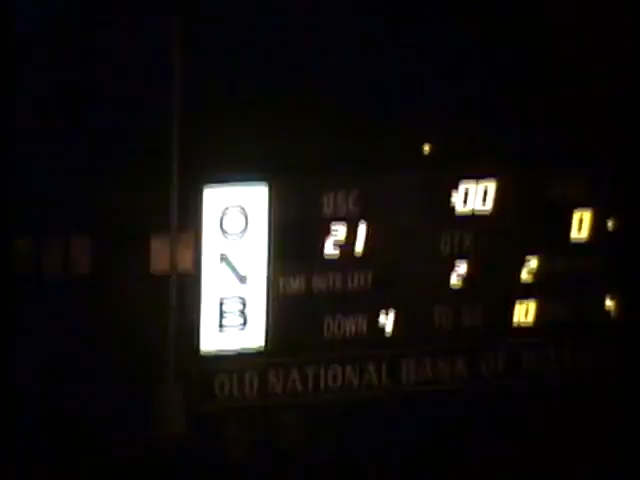 O
N
B
USC :00
21 0
QTR
TIME OUTS LEFT 2 2
DOWN 4 TO GO 10 4
OLD NATIONAL BANK OF